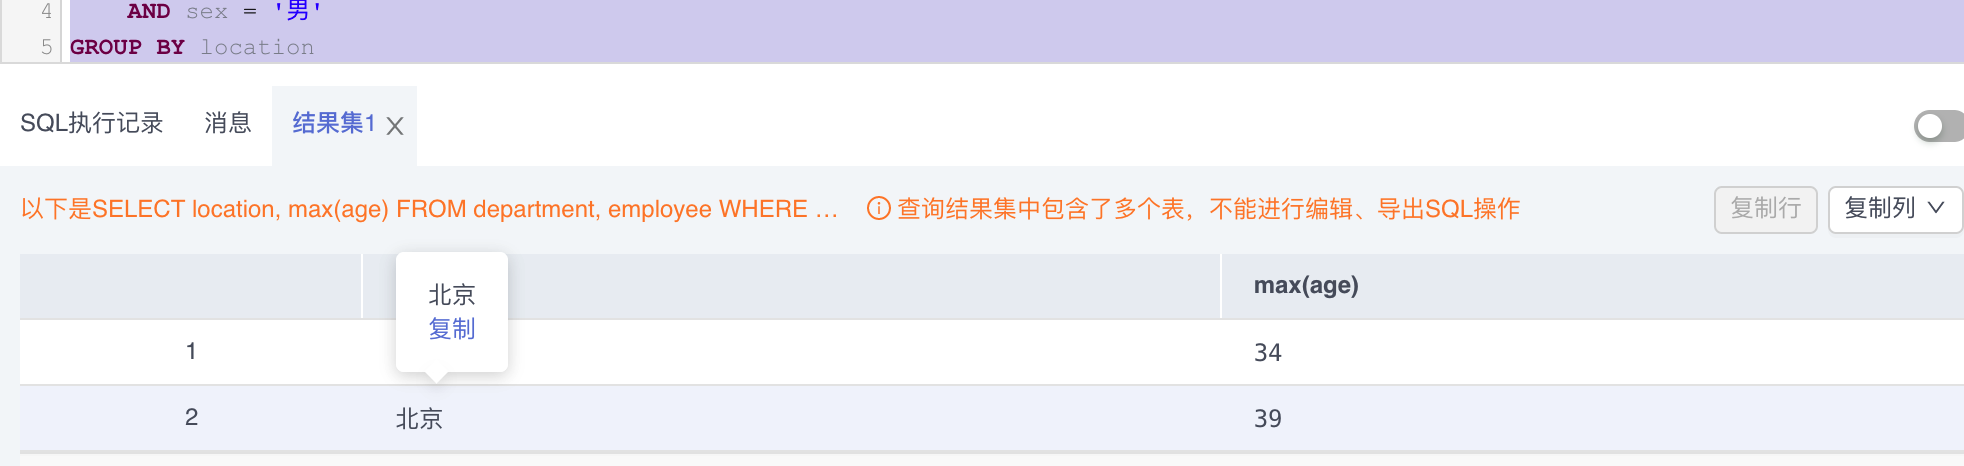 4 AND sex = '男'
5 GROUP BY location
SQL执行记录 消息 结果集1
以下是SELECT location, max(age) FROM department, employee WHERE ... 查询结果集中包含了多个表，不能进行编辑、导出SQL操作 复制行 复制列
max(age)
北京
复制
1 34
2 北京 39